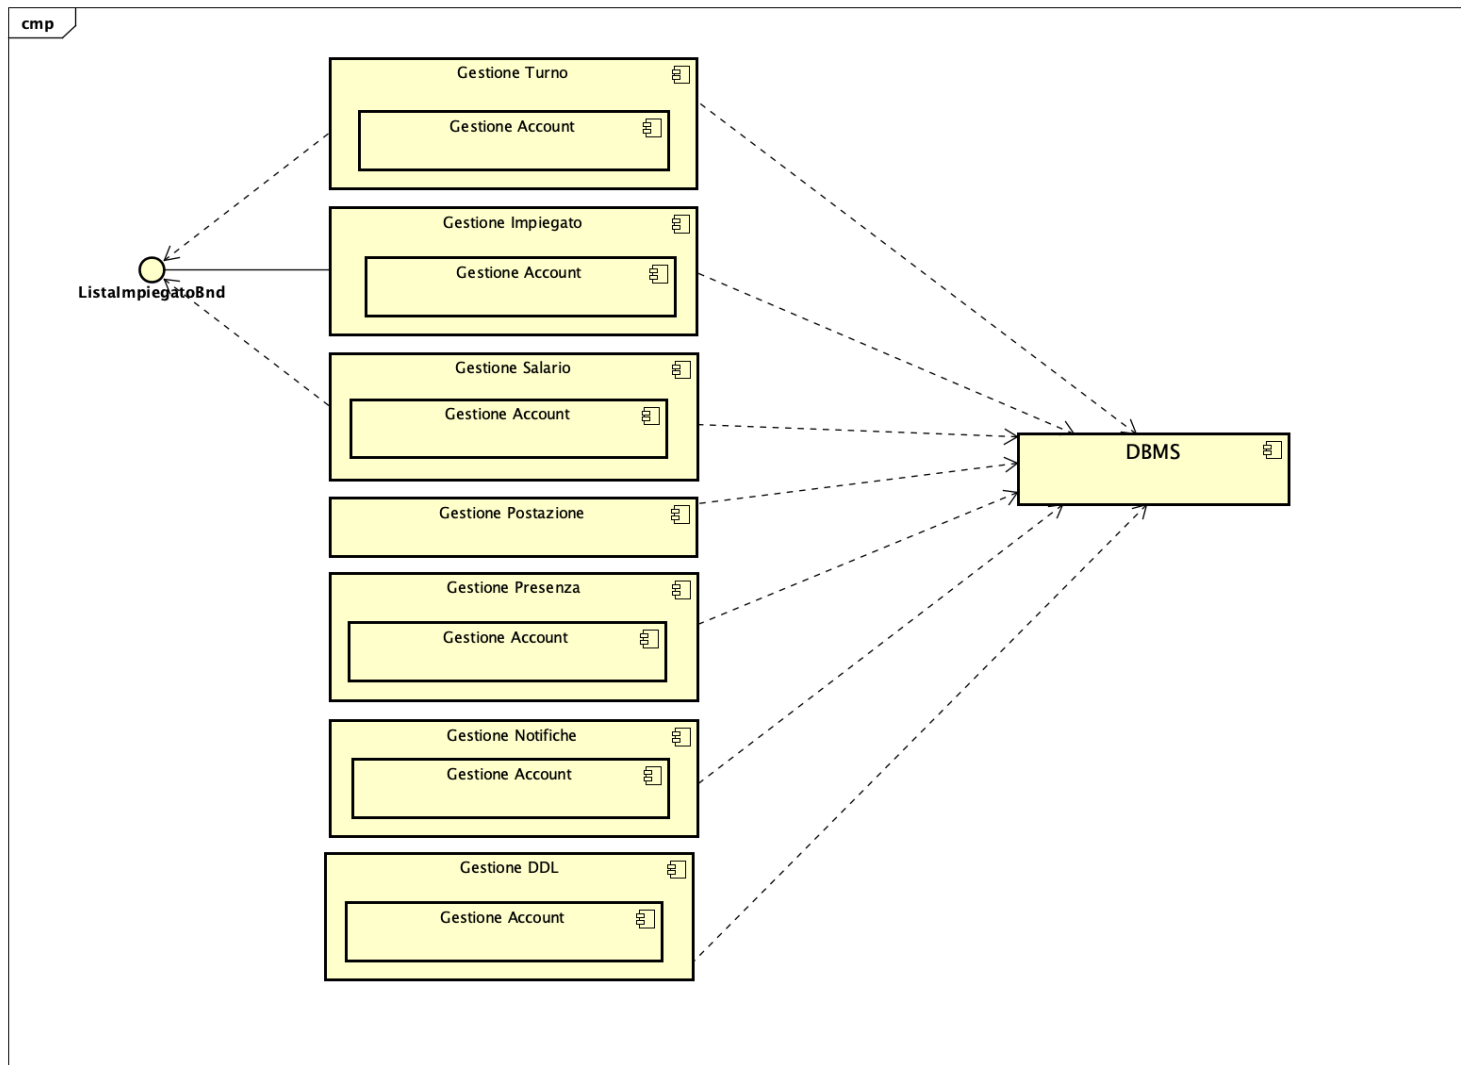 cmp
Gestione Turno
Gestione Account
Gestione Impiegato
Gestione Account
ListaImpiegatoBnd
Gestione Salario
Gestione Account
DBMS
Gestione Postazione
Gestione Presenza
Gestione Account
Gestione Notifiche
Gestione Account
Gestione DDL
Gestione Account